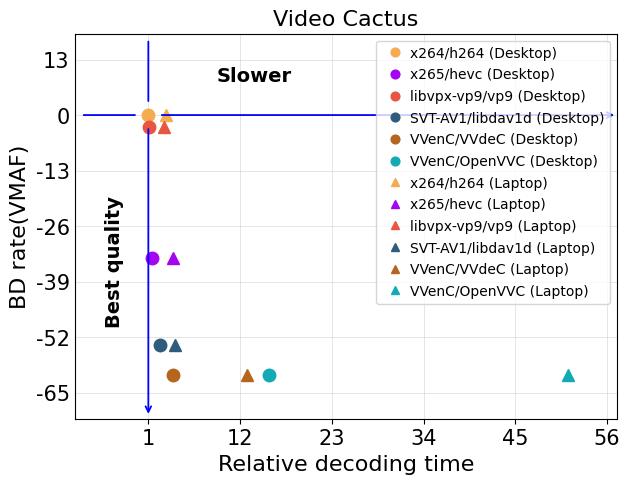 Video Cactus
Slower
x264/h264 (Desktop)
x265/hevc (Desktop)
libvpx-vp9/vp9 (Desktop)
SVT-AV1/libdav1d (Desktop)
VVenC/VVdeC (Desktop)
VVenC/OpenVVC (Desktop)
x264/h264 (Laptop)
x265/hevc (Laptop)
libvpx-vp9/vp9 (Laptop)
SVT-AV1/libdav1d (Laptop)
VVenC/VVdeC (Laptop)
VVenC/OpenVVC (Laptop)
Best quality
BD rate(VMAF)
13
0
-13
-26
-39
-52
-65
1 12 23 34 45 56
Relative decoding time